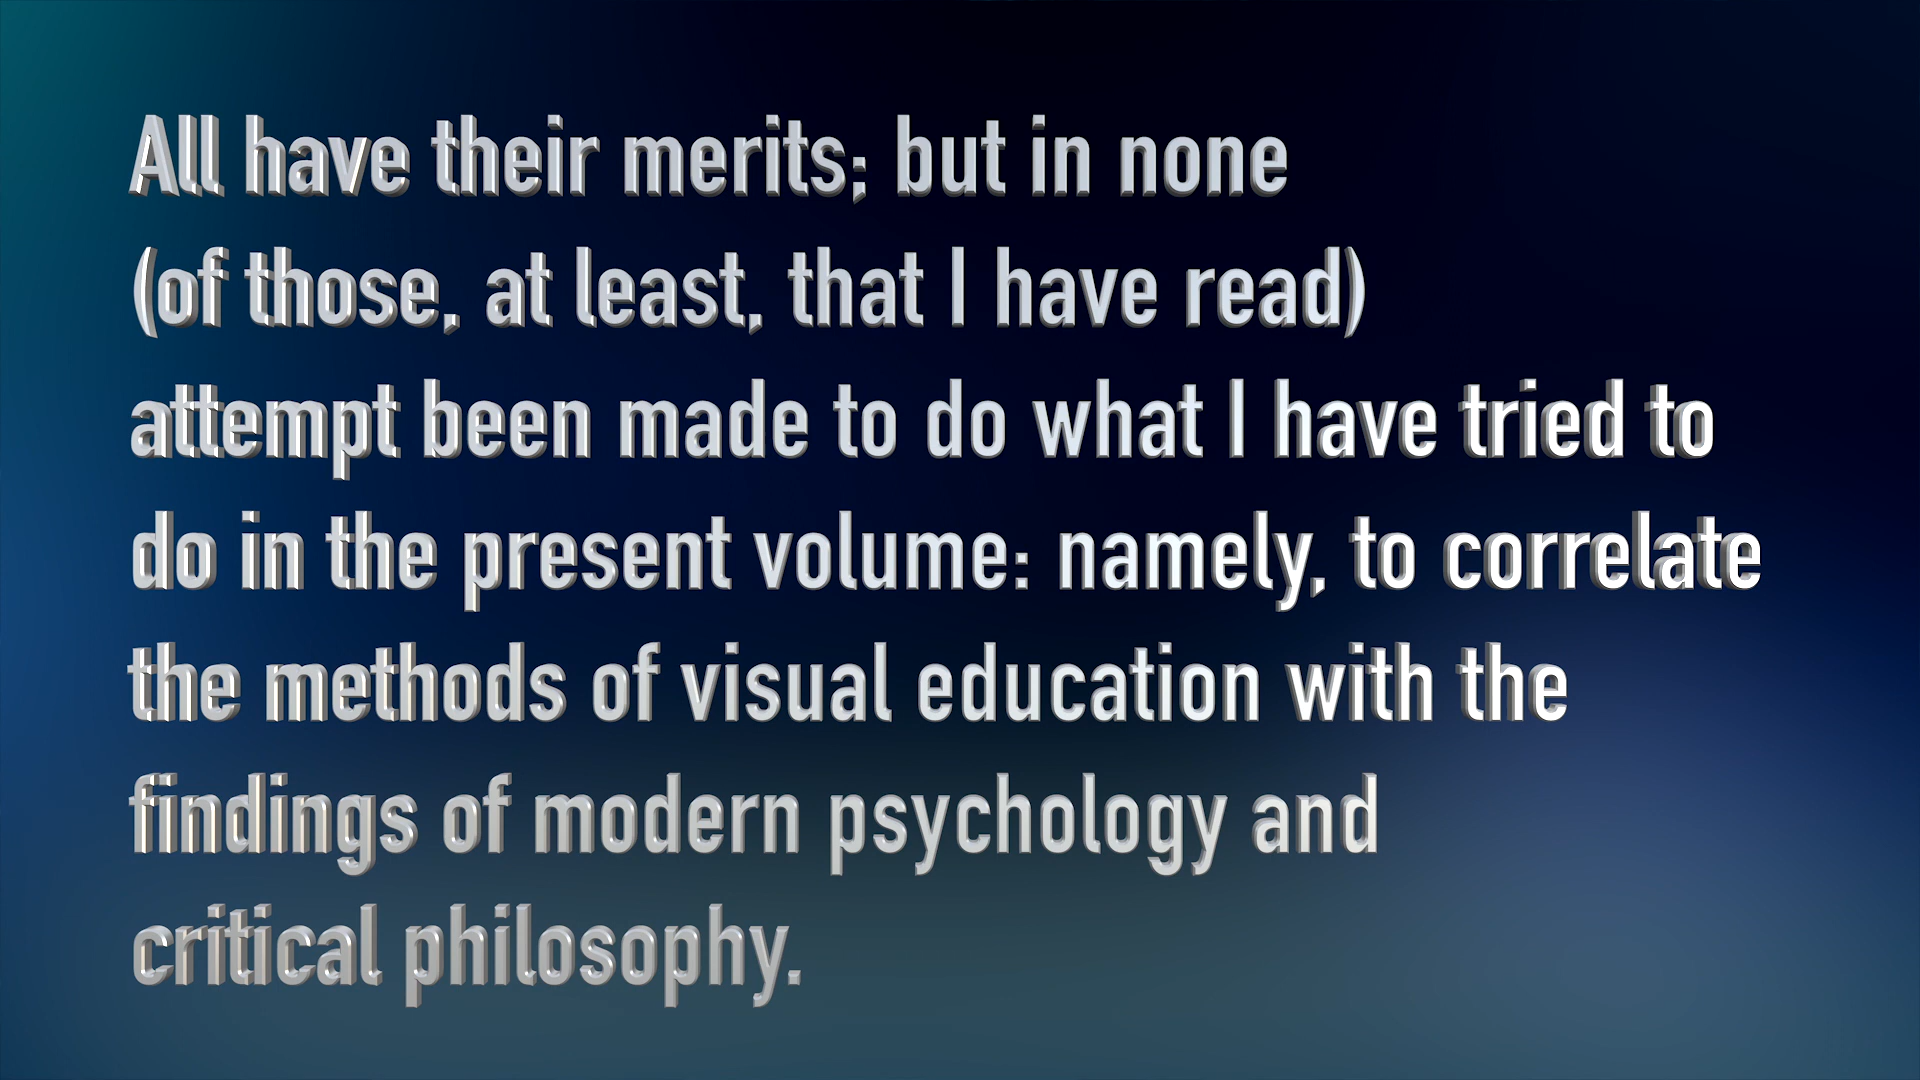 All have their merits; but in none
(of those, at least, that I have read)
attempt been made to do what I have tried to
do in the present volume: namely, to correlate
the methods of visual education with the
findings of modern psychology and
critical philosophy.